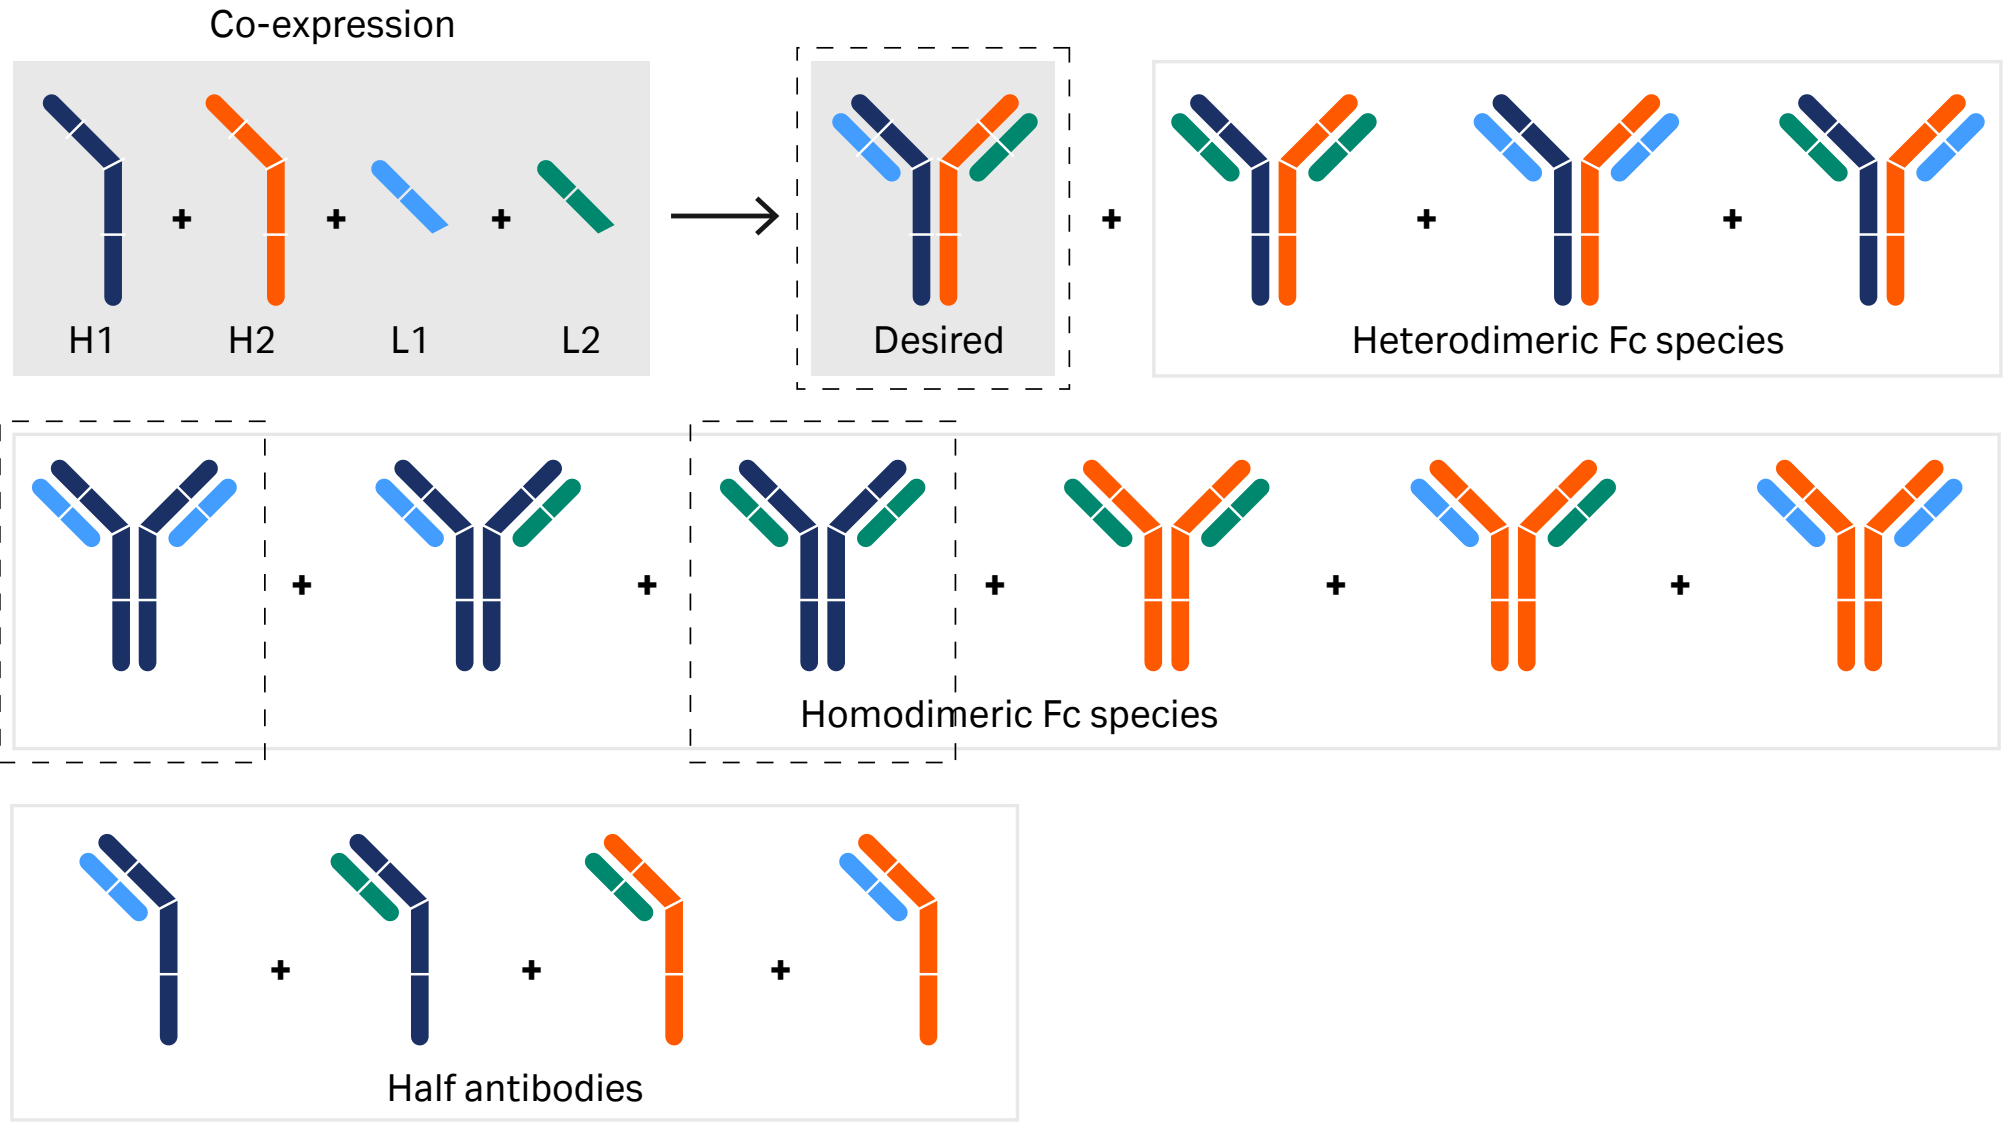 Co-expression
+ + +
H1 H2 L1 L2
Desired
+ + +
Heterodimeric Fc species
+ + + + +
Homodimeric Fc species
+ + +
Half antibodies